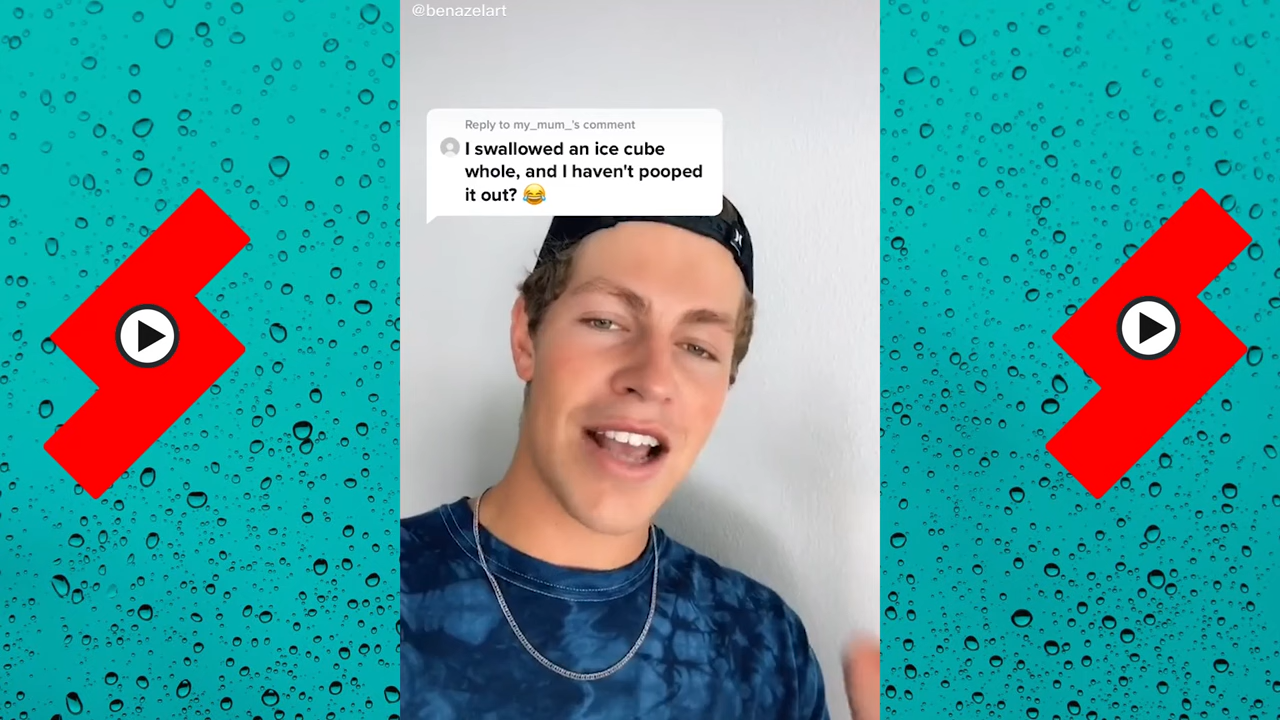 @benazelart
Reply to my_mum_'s comment
I swallowed an ice cube
whole, and I haven't pooped
it out? 😂